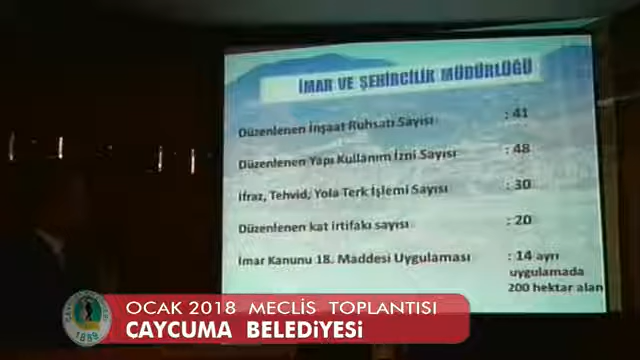 İMAR VE ŞEHİRCİLİK MÜDÜRLÜĞÜ
Düzenlenen İnşaat Ruhsatı Sayısı : 41
Düzenlenen Yapı Kullanım İzni Sayısı : 48
İfraz, Tehvid, Yola Terk İşlemi Sayısı : 30
Düzenlenen kat irtifakı sayısı : 20
İmar Kanunu 18. Maddesi Uygulaması : 14 ayrı
uygulamada
200 hektar alan
OCAK 2018 MECLİS TOPLANTISI
ÇAYCUMA BELEDİYESİ